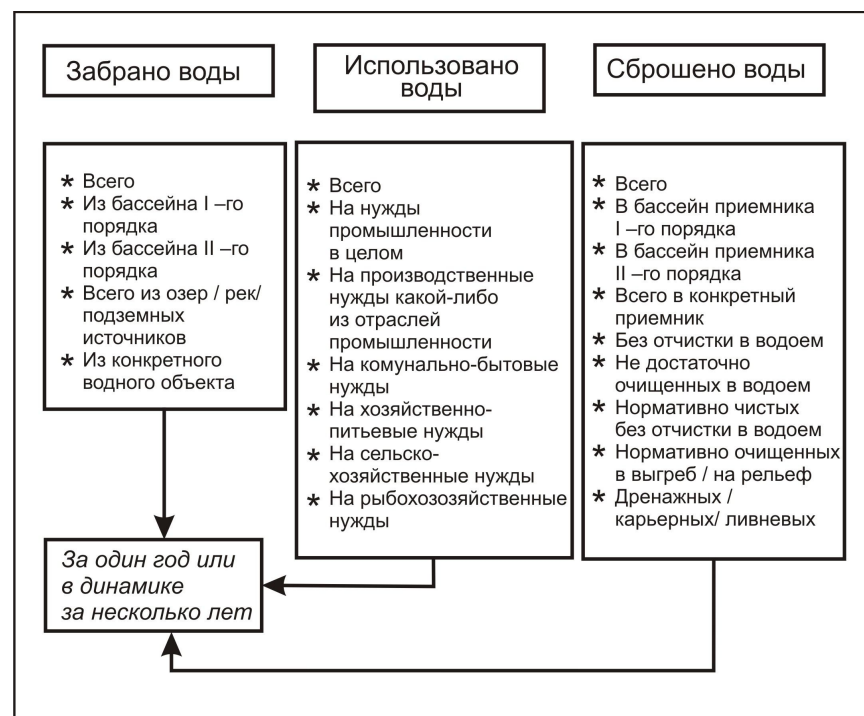 Забрано воды
Использовано
воды
Сброшено воды
* Всего
* Из бассейна I –го
порядка
* Из бассейна II –го
порядка
* Всего из озер / рек/
подземных
источников
* Из конкретного
водного объекта
* Всего
* На нужды
промышленности
в целом
* На производственные
нужды какой-либо
из отраслей
промышленности
* На комунально-бытовые
нужды
* На хозяйственно-
питьевые нужды
* На сельско-
хозяйственные нужды
* На рыбохозозяйственные
нужды
* Всего
* В бассейн приемника
I –го порядка
* В бассейн приемника
II –го порядка
* Всего в конкретный
приемник
* Без отчистки в водоем
* Не достаточно
очищенных в водоем
* Нормативно чистых
без отчистки в водоем
* Нормативно очищенных
в выгреб / на рельеф
* Дренажных /
карьерных/ ливневых
За один год или
в динамике
за несколько лет